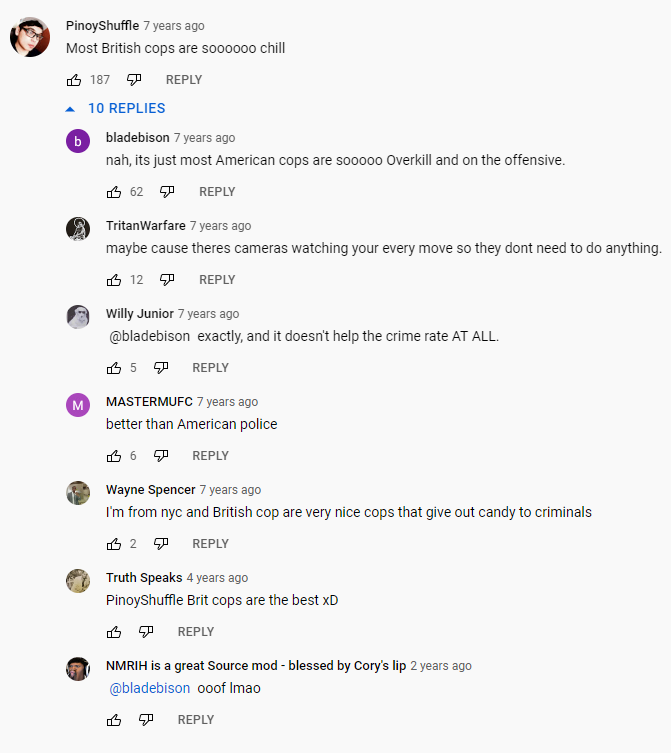 PinoyShuffle 7 years ago
Most British cops are soooooo chill
187 REPLY
10 REPLIES
b
bladebison 7 years ago
nah, its just most American cops are sooooo Overkill and on the offensive.
62 REPLY
TritanWarfare 7 years ago
maybe cause theres cameras watching your every move so they dont need to do anything.
12 REPLY
Willy Junior 7 years ago
@bladebison exactly, and it doesn't help the crime rate AT ALL.
5 REPLY
M
MASTERMUFC 7 years ago
better than American police
6 REPLY
Wayne Spencer 7 years ago
I'm from nyc and British cop are very nice cops that give out candy to criminals
2 REPLY
Truth Speaks 4 years ago
PinoyShuffle Brit cops are the best xD
REPLY
NMRIH is a great Source mod - blessed by Cory's lip 2 years ago
@bladebison ooof lmao
REPLY